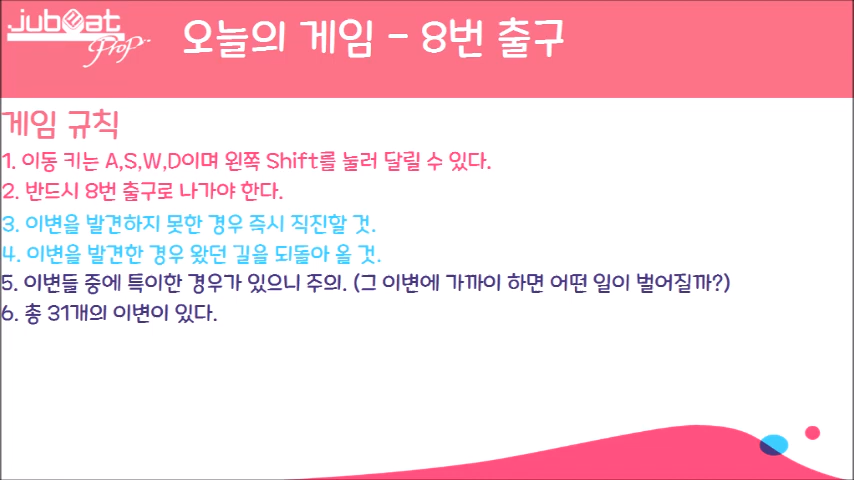 jubeat
prop
오늘의 게임 - 8번 출구
게임 규칙
1. 이동 키는 A,S,W,D이며 왼쪽 Shift를 눌러 달릴 수 있다.
2. 반드시 8번 출구로 나가야 한다.
3. 이변을 발견하지 못한 경우 즉시 직진할 것.
4. 이변을 발견한 경우 왔던 길을 되돌아 올 것.
5. 이변들 중에 특이한 경우가 있으니 주의. (그 이변에 가까이 하면 어떤 일이 벌어질까?)
6. 총 31개의 이변이 있다.